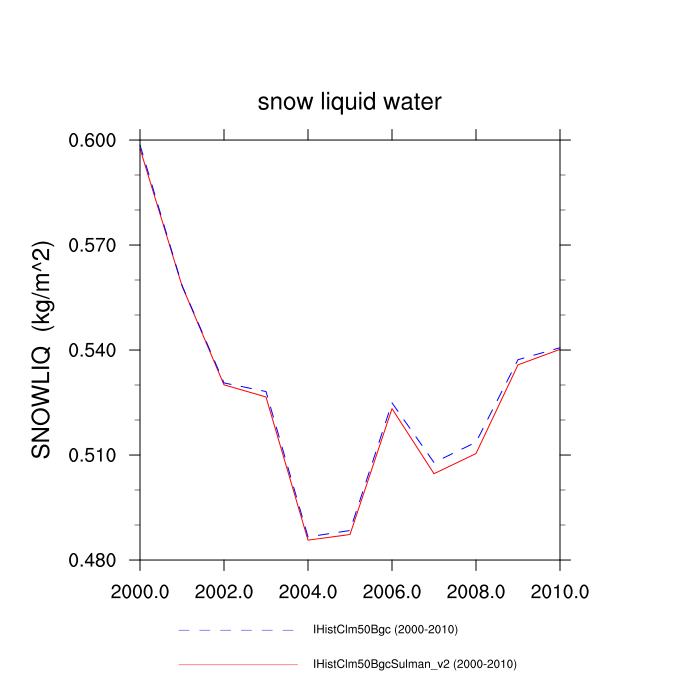 snow liquid water
0.600
0.570
0.540
0.510
0.480
SNOWLIQ (kg/m^2)
2000.0 2002.0 2004.0 2006.0 2008.0 2010.0
IHistClm50Bgc (2000-2010)
IHistClm50BgcSulman_v2 (2000-2010)